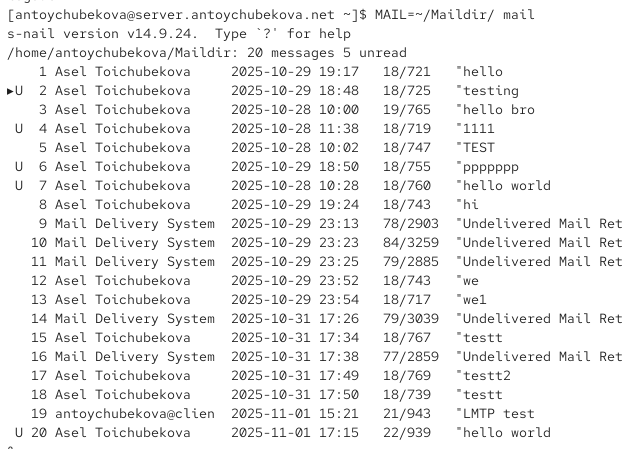 [antoychubekova@server.antoychubekova.net ~]$ MAIL=~/Maildir/ mail
s-nail version v14.9.24.  Type `?' for help
/home/antoychubekova/Maildir: 20 messages 5 unread
    1 Asel Toichubekova     2025-10-29 19:17   18/721   "hello
▸U  2 Asel Toichubekova     2025-10-29 18:48   18/725   "testing
    3 Asel Toichubekova     2025-10-28 10:00   19/765   "hello bro
 U  4 Asel Toichubekova     2025-10-28 11:38   18/719   "1111
    5 Asel Toichubekova     2025-10-28 10:02   18/747   "TEST
 U  6 Asel Toichubekova     2025-10-29 18:50   18/755   "ppppppp
 U  7 Asel Toichubekova     2025-10-28 10:28   18/760   "hello world
    8 Asel Toichubekova     2025-10-29 19:24   18/743   "hi
    9 Mail Delivery System  2025-10-29 23:13   78/2903  "Undelivered Mail Ret
   10 Mail Delivery System  2025-10-29 23:23   84/3259  "Undelivered Mail Ret
   11 Mail Delivery System  2025-10-29 23:25   79/2885  "Undelivered Mail Ret
   12 Asel Toichubekova     2025-10-29 23:52   18/743   "we
   13 Asel Toichubekova     2025-10-29 23:54   18/717   "we1
   14 Mail Delivery System  2025-10-31 17:26   79/3039  "Undelivered Mail Ret
   15 Asel Toichubekova     2025-10-31 17:34   18/767   "testt
   16 Mail Delivery System  2025-10-31 17:38   77/2859  "Undelivered Mail Ret
   17 Asel Toichubekova     2025-10-31 17:49   18/769   "testt2
   18 Asel Toichubekova     2025-10-31 17:50   18/739   "testt
   19 antoychubekova@clien  2025-11-01 15:21   21/943   "LMTP test
 U 20 Asel Toichubekova     2025-11-01 17:15   22/939   "hello world